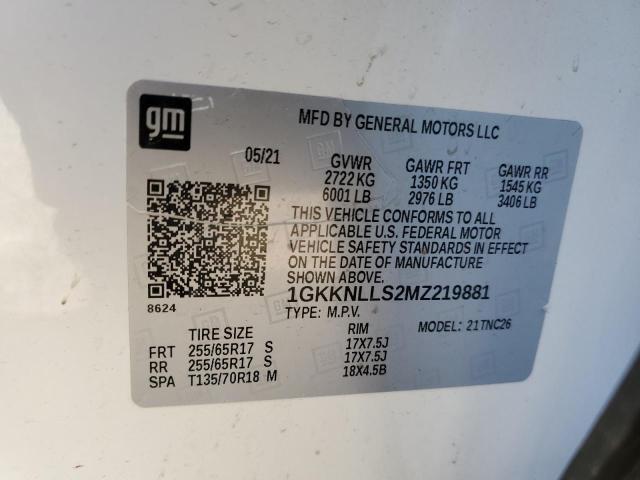 gm
MFD BY GENERAL MOTORS LLC
05/21 GVWR GAWR FRT GAWR RR
2722 KG 1350 KG 1545 KG
6001 LB 2976 LB 3406 LB
THIS VEHICLE CONFORMS TO ALL
APPLICABLE U.S. FEDERAL MOTOR
VEHICLE SAFETY STANDARDS IN EFFECT
ON THE DATE OF MANUFACTURE
SHOWN ABOVE.
8624
1GKKNLLS2MZ219881
TYPE: M.P.V. MODEL: 21TNC26
TIRE SIZE RIM
FRT 255/65R17 S 17X7.5J
RR 255/65R17 S 17X7.5J
SPA T135/70R18 M 18X4.5B